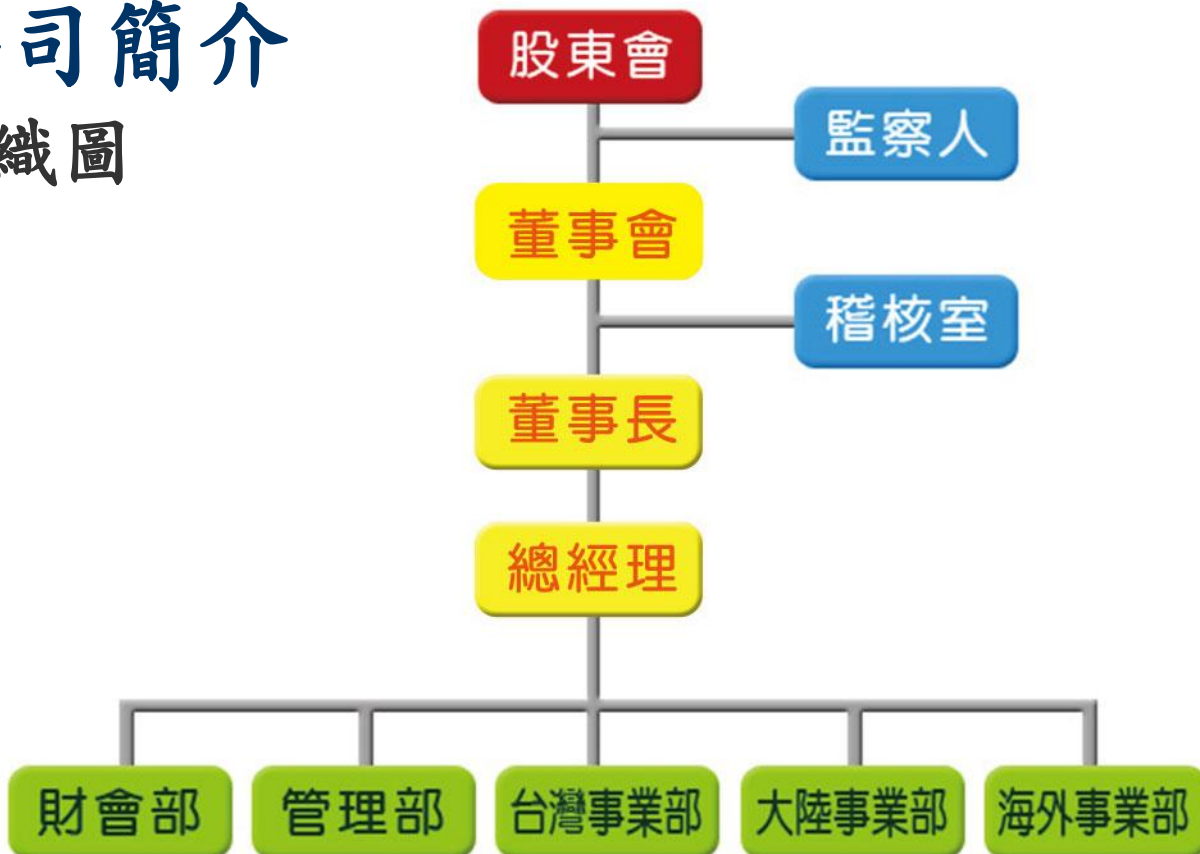 司簡介
織圖
股東會
監察人
董事會
稽核室
董事長
總經理
財會部
管理部
台灣事業部
大陸事業部
海外事業部